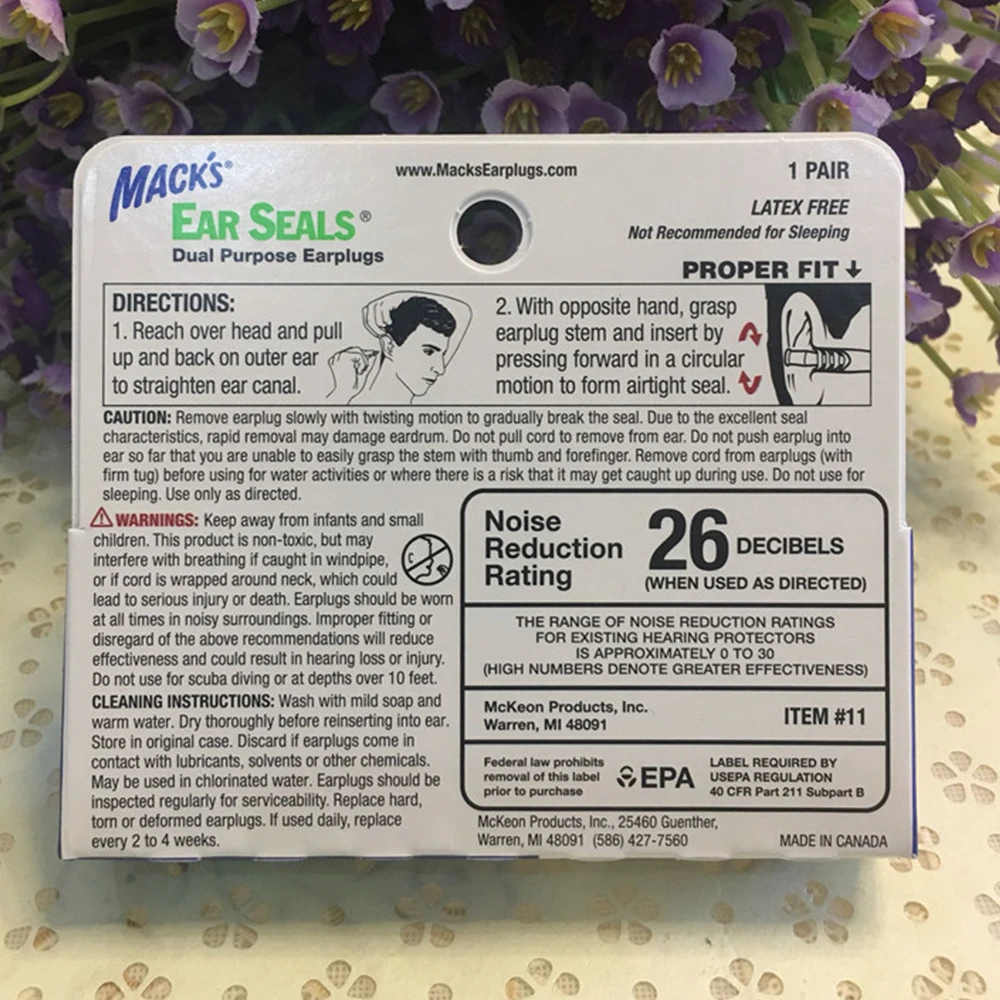 MACK'S®
EAR SEALS®
Dual Purpose Earplugs
www.MacksEarplugs.com
1 PAIR
LATEX FREE
Not Recommended for Sleeping
PROPER FIT ↓
DIRECTIONS:
1. Reach over head and pull
up and back on outer ear
to straighten ear canal.
2. With opposite hand, grasp
earplug stem and insert by
pressing forward in a circular
motion to form airtight seal.
CAUTION: Remove earplug slowly with twisting motion to gradually break the seal. Due to the excellent seal
characteristics, rapid removal may damage eardrum. Do not pull cord to remove from ear. Do not push earplug into
ear so far that you are unable to easily grasp the stem with thumb and forefinger. Remove cord from earplugs (with
firm tug) before using for water activities or where there is a risk that it may get caught up during use. Do not use for
sleeping. Use only as directed.
WARNINGS: Keep away from infants and small
children. This product is non-toxic, but may
interfere with breathing if caught in windpipe,
or if cord is wrapped around neck, which could
lead to serious injury or death. Earplugs should be worn
at all times in noisy surroundings. Improper fitting or
disregard of the above recommendations will reduce
effectiveness and could result in hearing loss or injury.
Do not use for scuba diving or at depths over 10 feet.
CLEANING INSTRUCTIONS: Wash with mild soap and
warm water. Dry thoroughly before reinserting into ear.
Store in original case. Discard if earplugs come in
contact with lubricants, solvents or other chemicals.
May be used in chlorinated water. Earplugs should be
inspected regularly for serviceability. Replace hard,
torn or deformed earplugs. If used daily, replace
every 2 to 4 weeks.
Noise
Reduction
Rating
26 DECIBELS
(WHEN USED AS DIRECTED)
THE RANGE OF NOISE REDUCTION RATINGS
FOR EXISTING HEARING PROTECTORS
IS APPROXIMATELY 0 TO 30
(HIGH NUMBERS DENOTE GREATER EFFECTIVENESS)
McKeon Products, Inc.
Warren, MI 48091
ITEM #11
Federal law prohibits
removal of this label
prior to purchase
EPA
LABEL REQUIRED BY
USEPA REGULATION
40 CFR Part 211 Subpart B
McKeon Products, Inc., 25460 Guenther,
Warren, MI 48091 (586) 427-7560
MADE IN CANADA